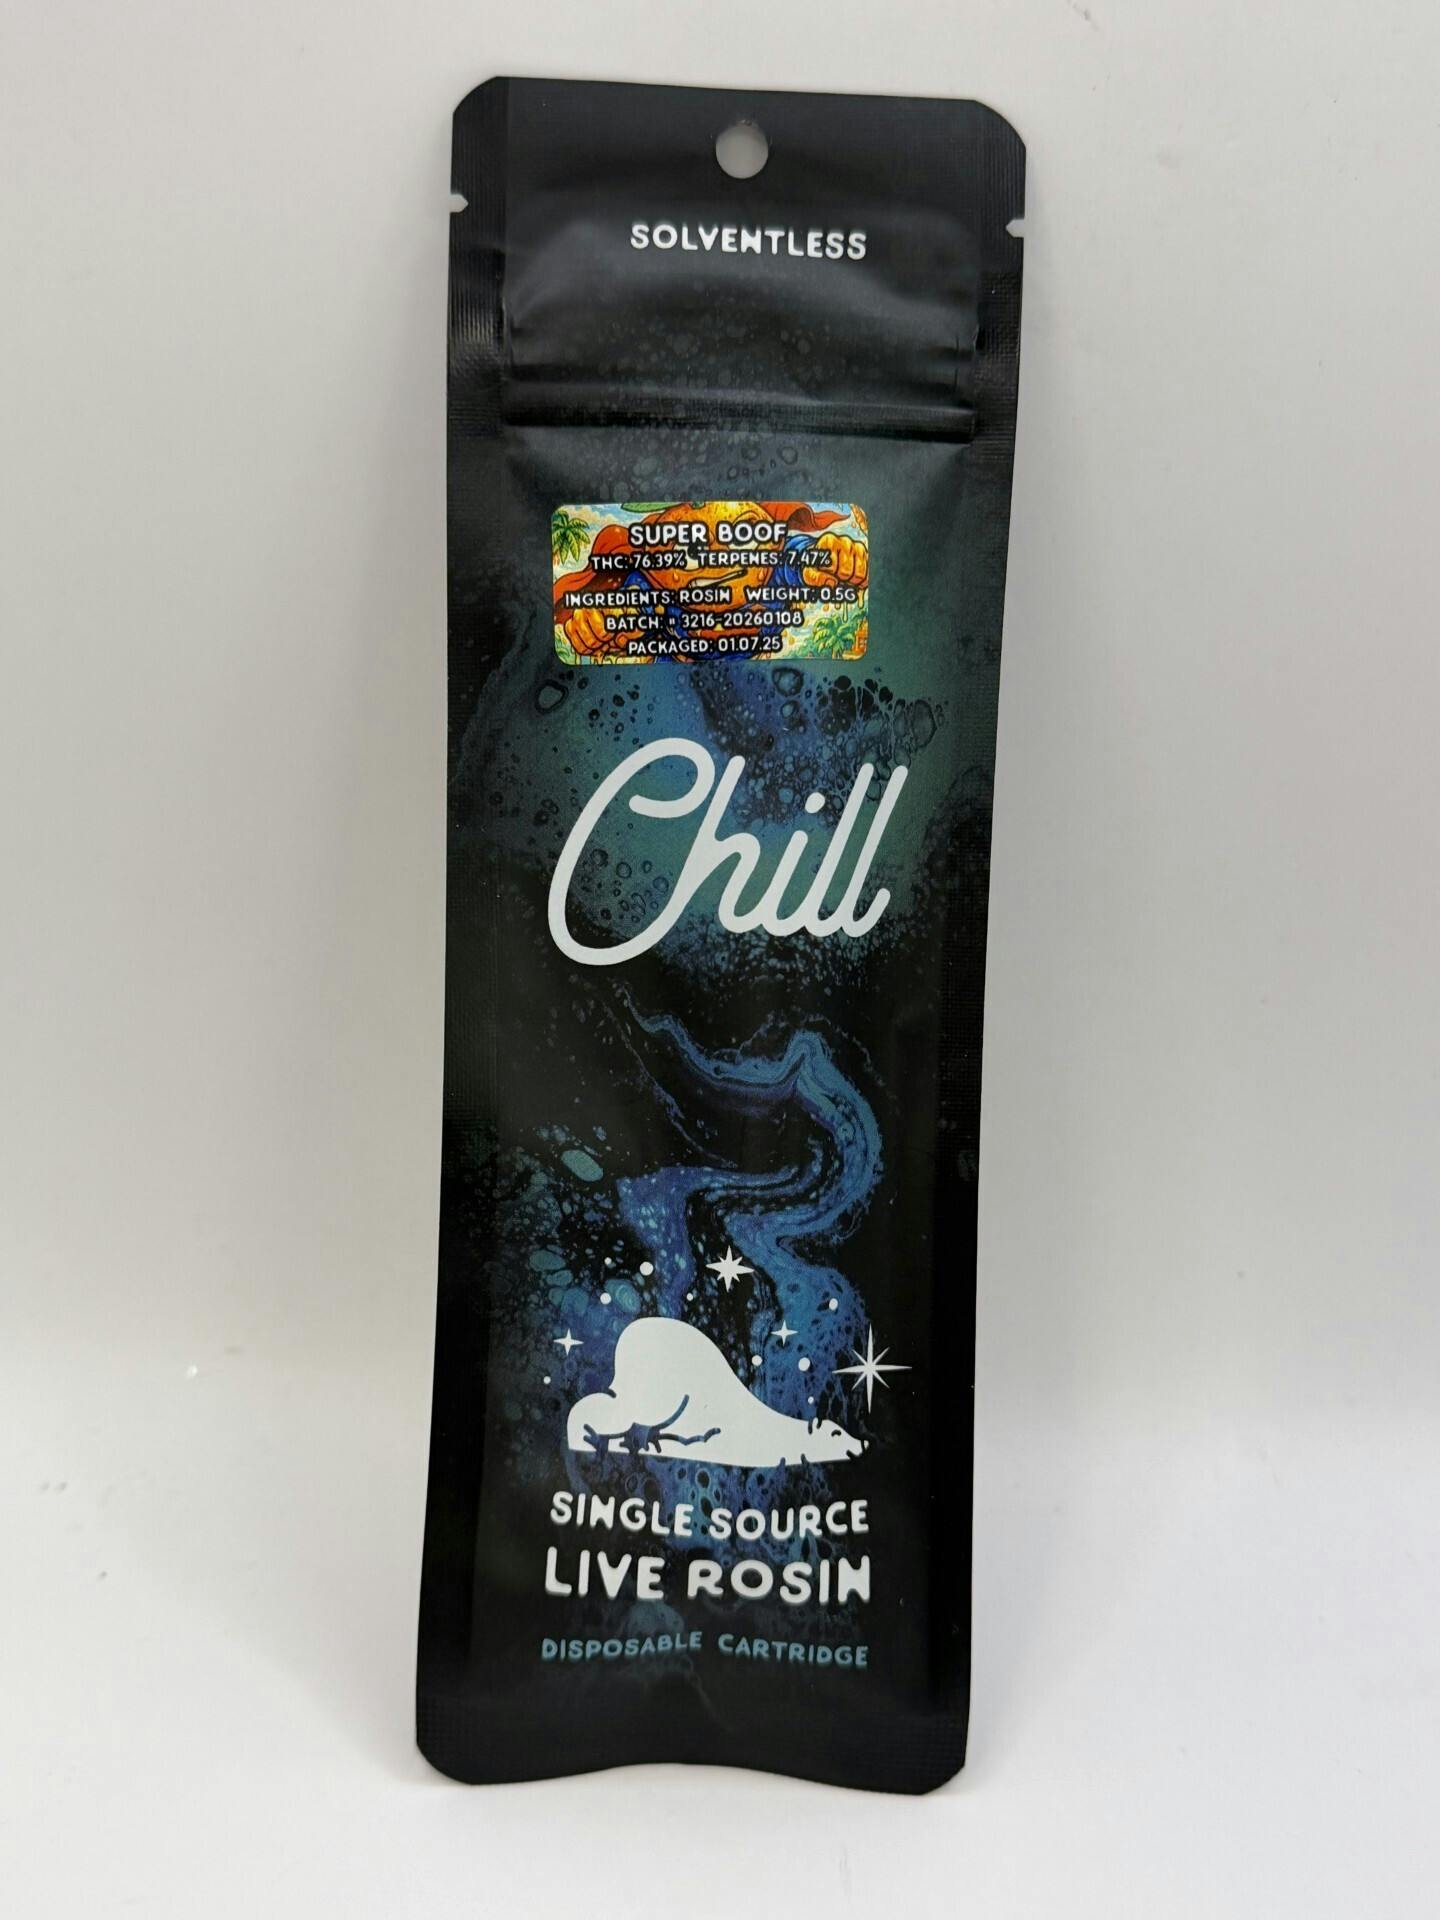 SOLVENTLESS
SUPER BOOF
THC: 76.39% TERPENES: 7.47%
INGREDIENTS: ROSIN WEIGHT: 0.5G
BATCH: # 3216-20260108
PACKAGED: 01.07.25
Chill
SINGLE SOURCE
LIVE ROSIN
DISPOSABLE CARTRIDGE